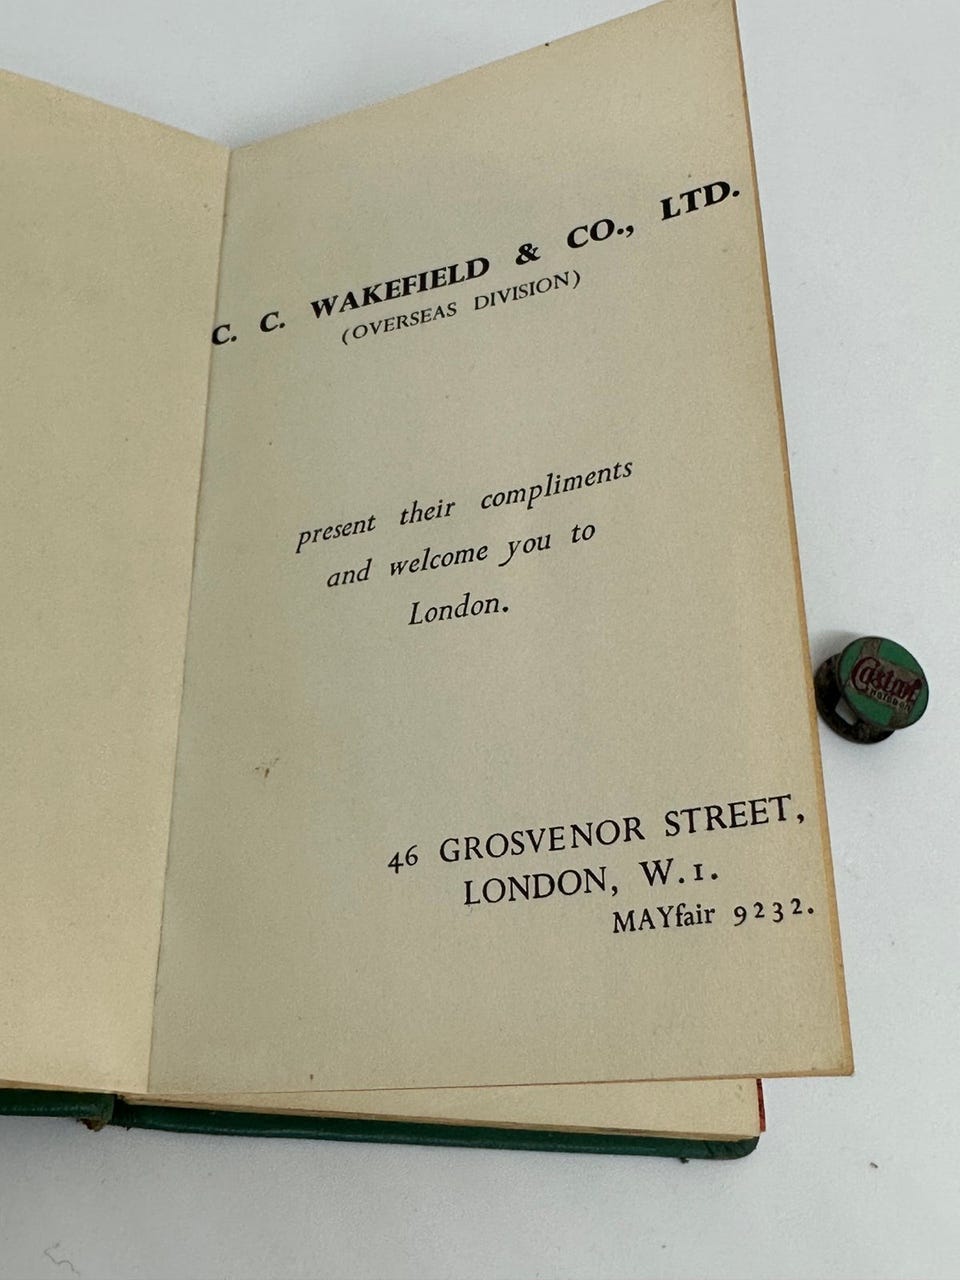 C. C. WAKEFIELD & CO., LTD.
(OVERSEAS DIVISION)
present their compliments
and welcome you to
London.
46 GROSVENOR STREET,
LONDON, W.1.
MAYfair 9232.
Castrol